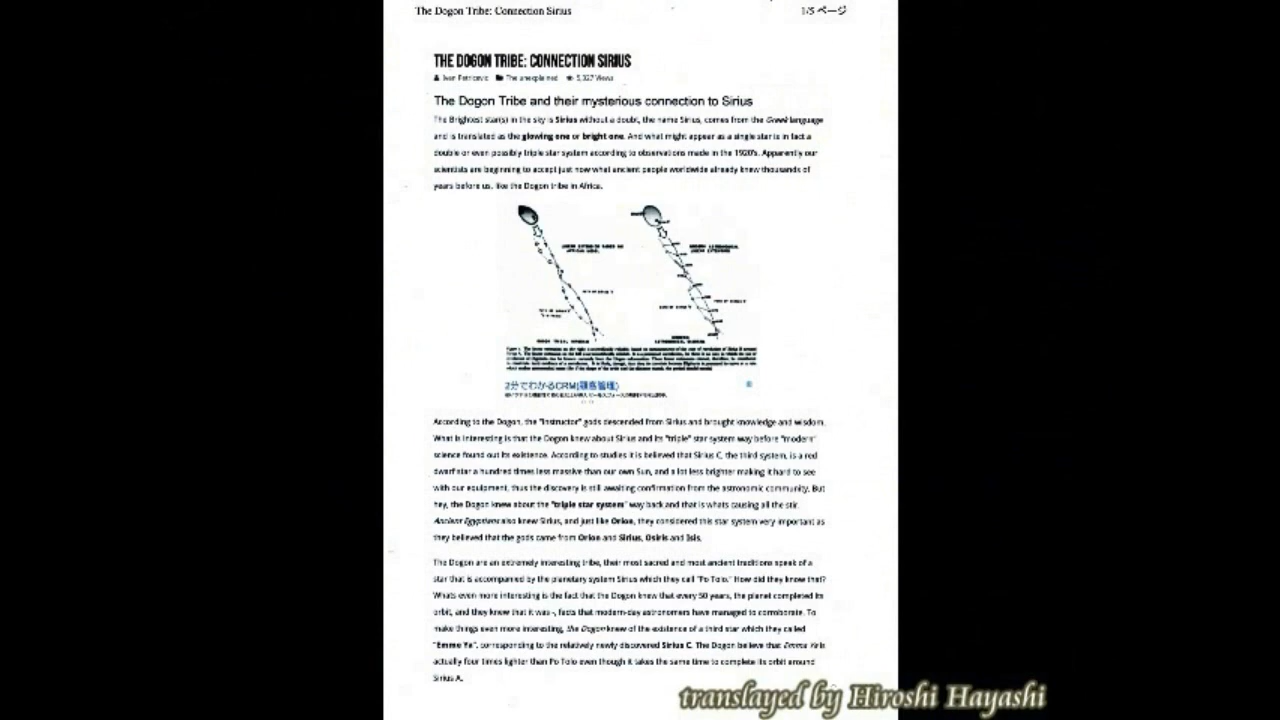 The Dogon Tribe: Connection Sirius
1/5 ページ
THE DOGON TRIBE: CONNECTION SIRIUS
Ivan Petricevic The unexplained 5,327 Views
The Dogon Tribe and their mysterious connection to Sirius
The Brightest star(s) in the sky is Sirius without a doubt, the name Sirius, comes from the Greek language
and is translated as the glowing one or bright one. And what might appear as a single star is in fact a
double or even possibly triple star system according to observations made in the 1920's. Apparently our
scientists are beginning to accept just now what ancient people worldwide already knew thousands of
years before us, like the Dogon tribe in Africa.
2分でわかるCRM(顧客管理)
According to the Dogon, the "Instructor" gods descended from Sirius and brought knowledge and wisdom.
What is interesting is that the Dogon knew about Sirius and its "triple" star system way before "modern"
science found out its existence. According to studies it is believed that Sirius C, the third system, is a red
dwarf star a hundred times less massive than our own Sun, and a lot less brighter making it hard to see
with our equipment, thus the discovery is still awaiting confirmation from the astronomic community. But
hey, the Dogon knew about the "triple star system" way back and that is whats causing all the stir.
Ancient Egyptians also knew Sirius, and just like Orion, they considered this star system very important as
they believed that the gods came from Orion and Sirius, Osiris and Isis.
The Dogon are an extremely interesting tribe, their most sacred and most ancient traditions speak of a
star that is accompanied by the planetary system Sirius which they call "Po Tolo." How did they know that?
Whats even more interesting is the fact that the Dogon knew that every 50 years, the planet completed its
orbit, and they knew that it was -, facts that modern-day astronomers have managed to corroborate. To
make things even more interesting, the Dogon knew of the existence of a third star which they called
"Emme Ya", corresponding to the relatively newly discovered Sirius C. The Dogon believe that Emme Ya is
actually four times lighter than Po Tolo even though it takes the same time to complete its orbit around
Sirius A.
translayed by Hiroshi Hayashi